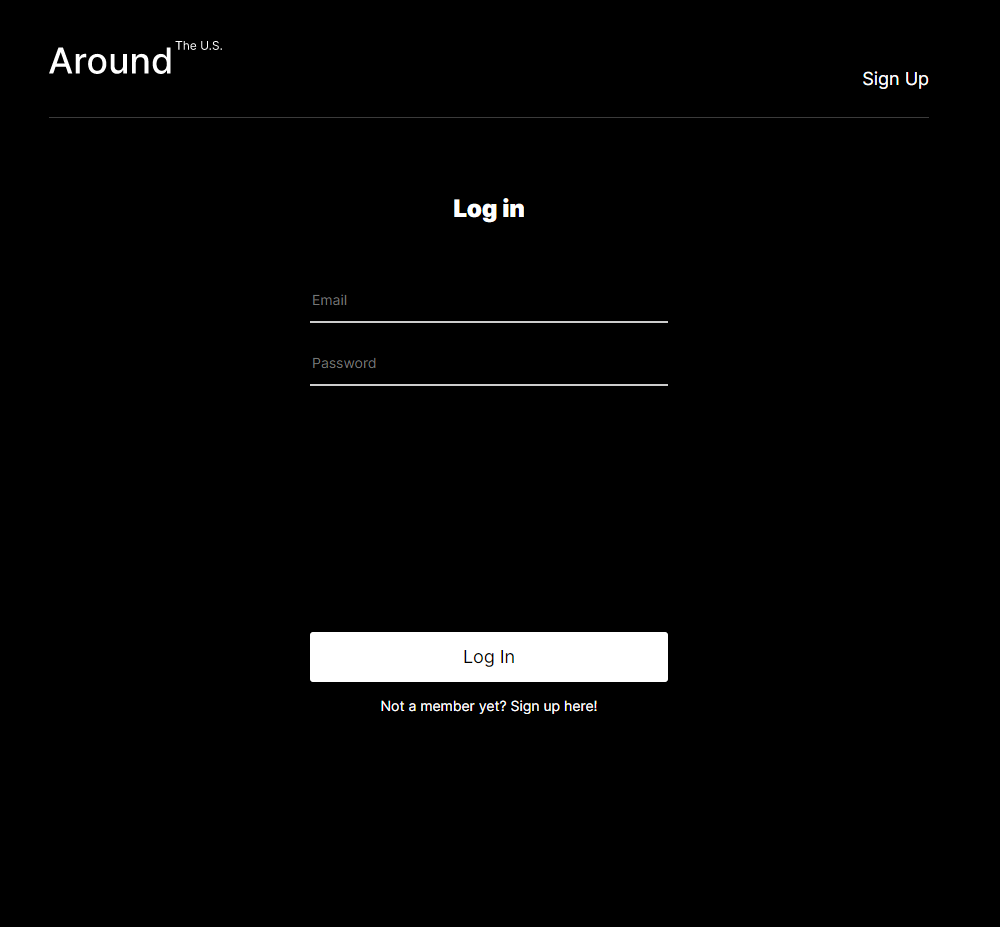 Around The U.S.
Sign Up
Log in
Email
Password
Log In
Not a member yet? Sign up here!